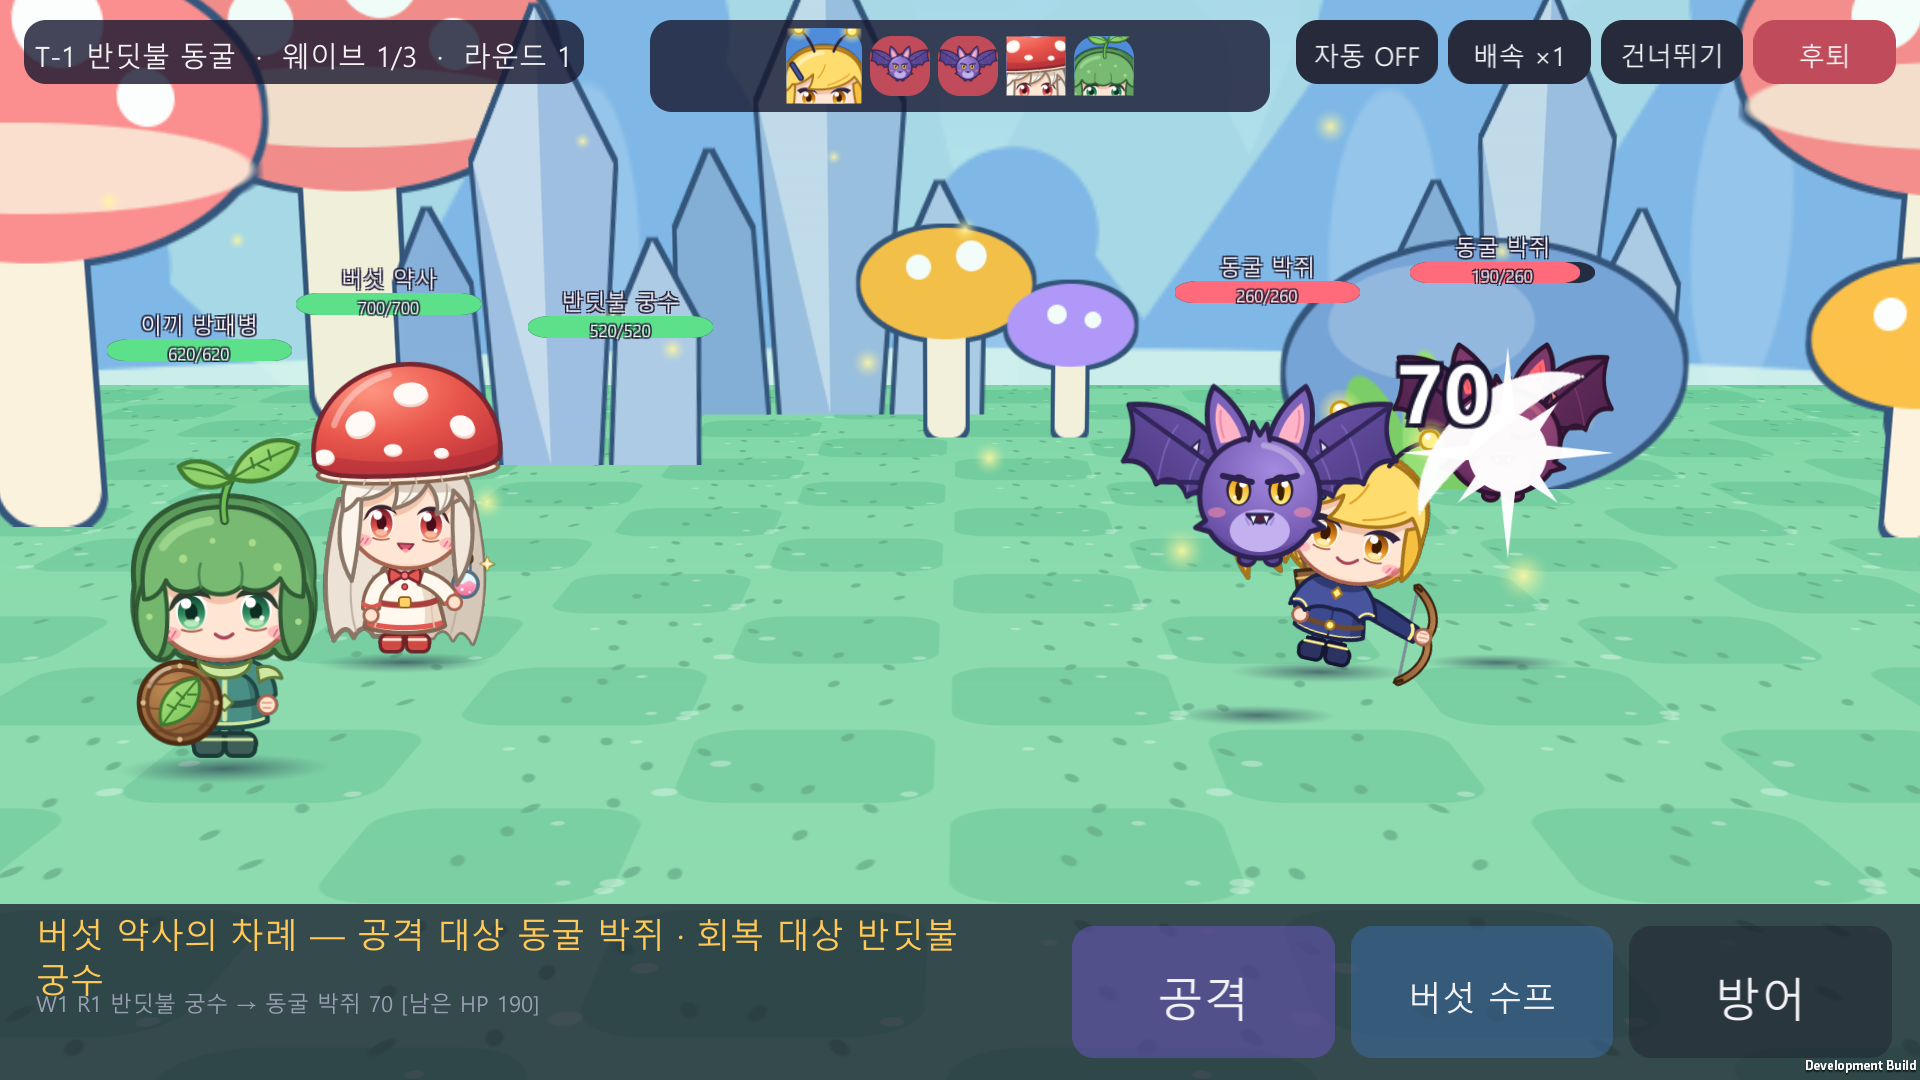 T-1 반딧불 동굴 · 웨이브 1/3 · 라운드 1
자동 OFF
배속 ×1
건너뛰기
후퇴
동굴 박쥐
190/260
동굴 박쥐
260/260
버섯 약사
700/700
반딧불 궁수
520/520
이끼 방패병
620/620
70
버섯 약사의 차례 — 공격 대상 동굴 박쥐 · 회복 대상 반딧불
궁수
W1 R1 반딧불 궁수 → 동굴 박쥐 70 [남은 HP 190]
공격
버섯 수프
방어
Development Build